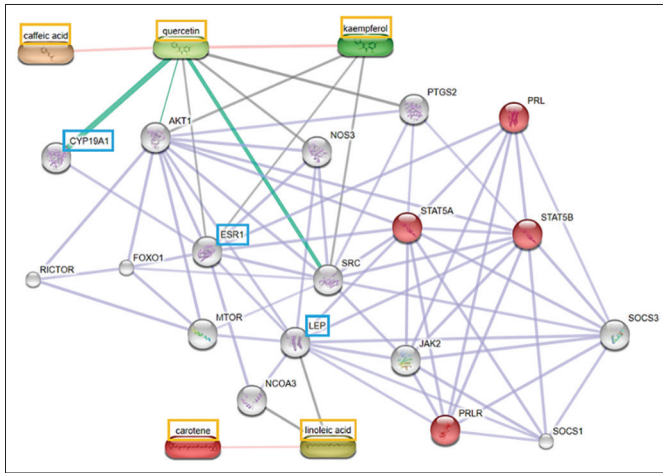 caffeic acid
quercetin
kaempferol
PTGS2
PRL
AKT1
NOS3
CYP19A1
STAT5A
STAT5B
ESR1
SRC
RICTOR
FOXO1
MTOR
LEP
SOCS3
JAK2
NCOA3
PRLR
SOCS1
carotene
linoleic acid